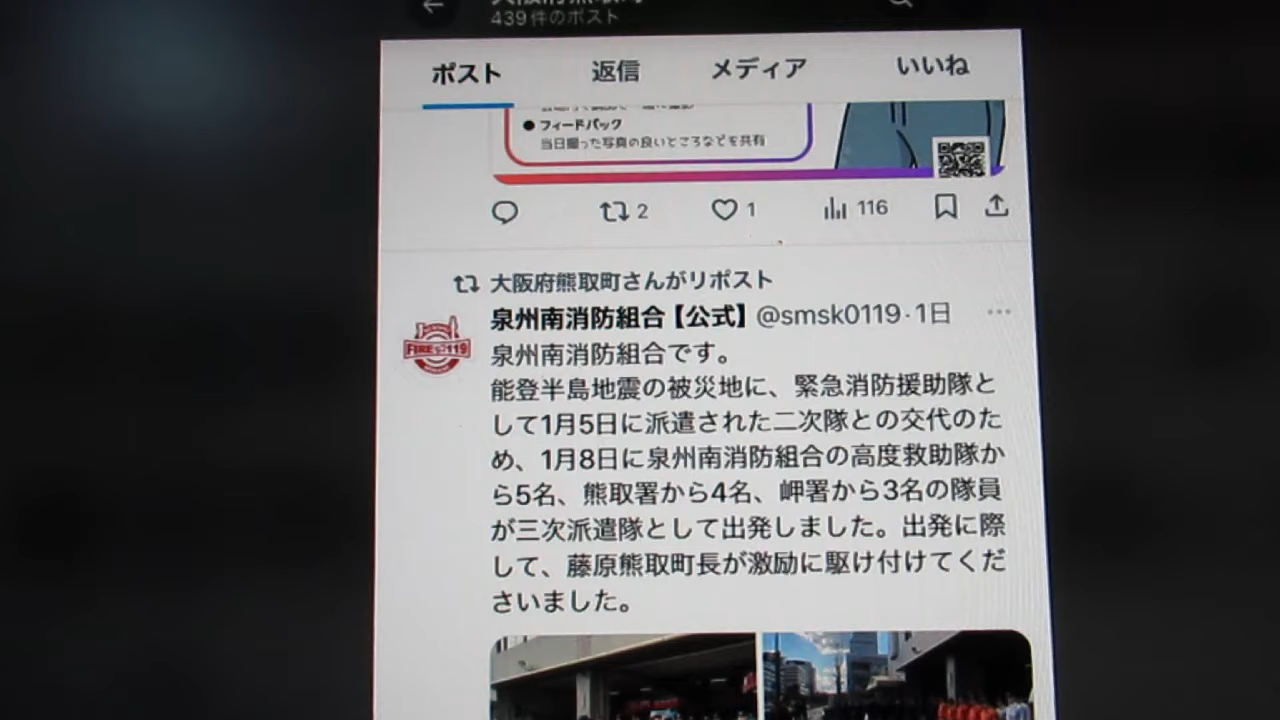 439件のポスト
ポスト 返信 メディア いいね
●フィードバック
当日撮った写真の良いところなどを共有
2 1 116
大阪府熊取町さんがリポスト
泉州南消防組合【公式】@smsk0119·1日 …
FIRE 119
泉州南消防組合です。
能登半島地震の被災地に、緊急消防援助隊と
して1月5日に派遣された二次隊との交代のた
め、1月8日に泉州南消防組合の高度救助隊か
ら5名、熊取署から4名、岬署から3名の隊員
が三次派遣隊として出発しました。出発に際
して、藤原熊取町長が激励に駆け付けてくだ
さいました。